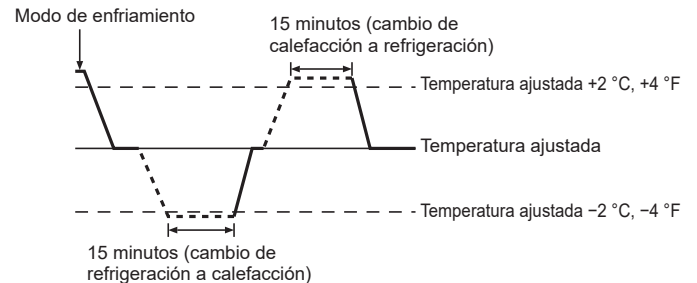 Modo de enfriamiento
15 minutos (cambio de
calefacción a refrigeración)
Temperatura ajustada +2 °C, +4 °F
Temperatura ajustada
Temperatura ajustada −2 °C, −4 °F
15 minutos (cambio de
refrigeración a calefacción)